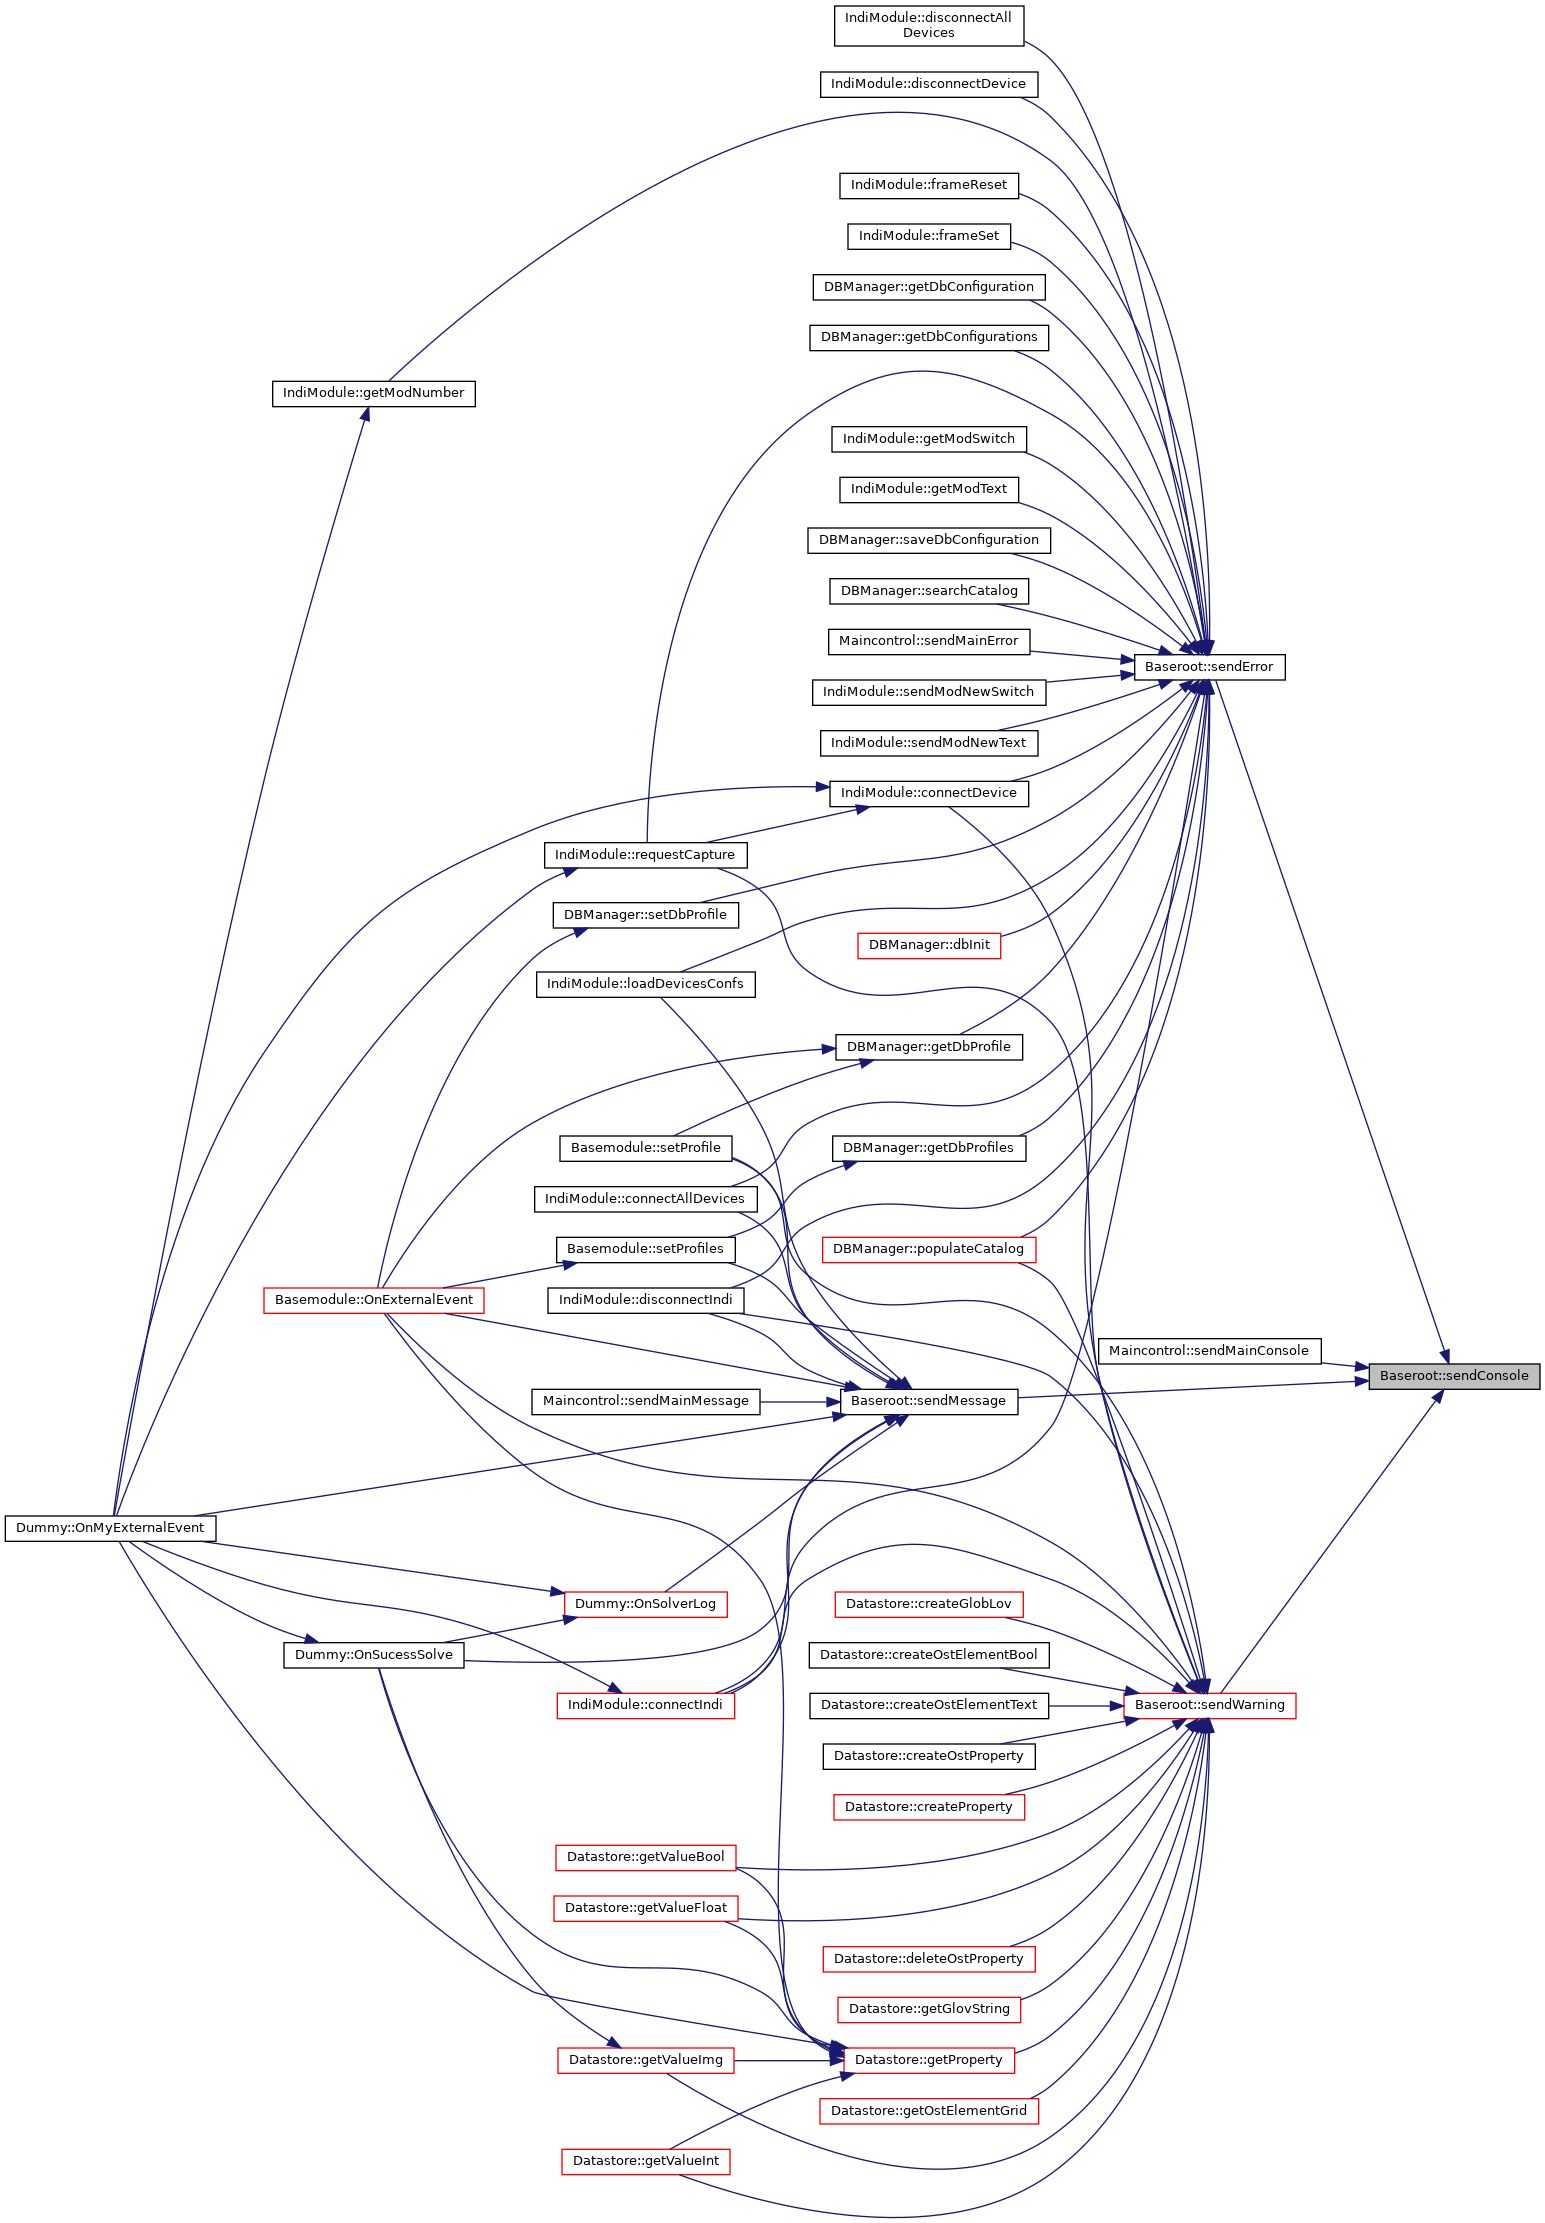 IndiModule::disconnectAll
Devices
IndiModule::disconnectDevice
IndiModule::frameReset
IndiModule::frameSet
DBManager::getDbConfiguration
DBManager::getDbConfigurations
IndiModule::getModNumber
IndiModule::getModSwitch
IndiModule::getModText
DBManager::saveDbConfiguration
DBManager::searchCatalog
Maincontrol::sendMainError
Baseroot::sendError
IndiModule::sendModNewSwitch
IndiModule::sendModNewText
IndiModule::connectDevice
IndiModule::requestCapture
DBManager::setDbProfile
DBManager::dbInit
IndiModule::loadDevicesConfs
DBManager::getDbProfile
Basemodule::setProfile
DBManager::getDbProfiles
IndiModule::connectAllDevices
Basemodule::setProfiles
DBManager::populateCatalog
Basemodule::OnExternalEvent
IndiModule::disconnectIndi
Maincontrol::sendMainConsole
Baseroot::sendConsole
Maincontrol::sendMainMessage
Baseroot::sendMessage
Dummy::OnMyExternalEvent
Dummy::OnSolverLog
Datastore::createGlobLov
Dummy::OnSucessSolve
Datastore::createOstElementBool
IndiModule::connectIndi
Datastore::createOstElementText
Baseroot::sendWarning
Datastore::createOstProperty
Datastore::createProperty
Datastore::getValueBool
Datastore::getValueFloat
Datastore::deleteOstProperty
Datastore::getGlovString
Datastore::getValueImg
Datastore::getProperty
Datastore::getOstElementGrid
Datastore::getValueInt